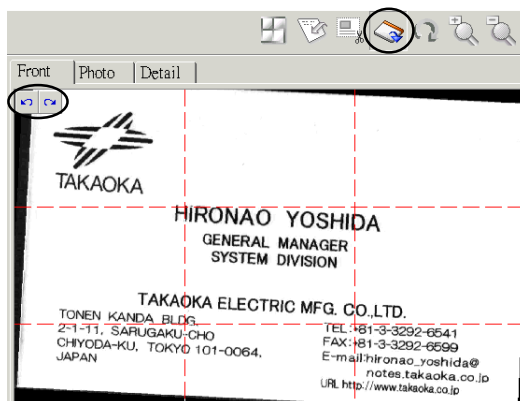 Front Photo Detail
TAKAOKA
HIRONAO YOSHIDA
GENERAL MANAGER
SYSTEM DIVISION
TAKAOKA ELECTRIC MFG. CO.,LTD.
TONEN KANDA BLDG.
2-1-11, SARUGAKU-CHO
CHIYODA-KU, TOKYO 101-0064,
JAPAN
TEL:+81-3-3292-6541
FAX:+81-3-3292-6599
E-mail:hironao_yoshida@
notes.takaoka.co.jp
URL http://www.takaoka.co.jp